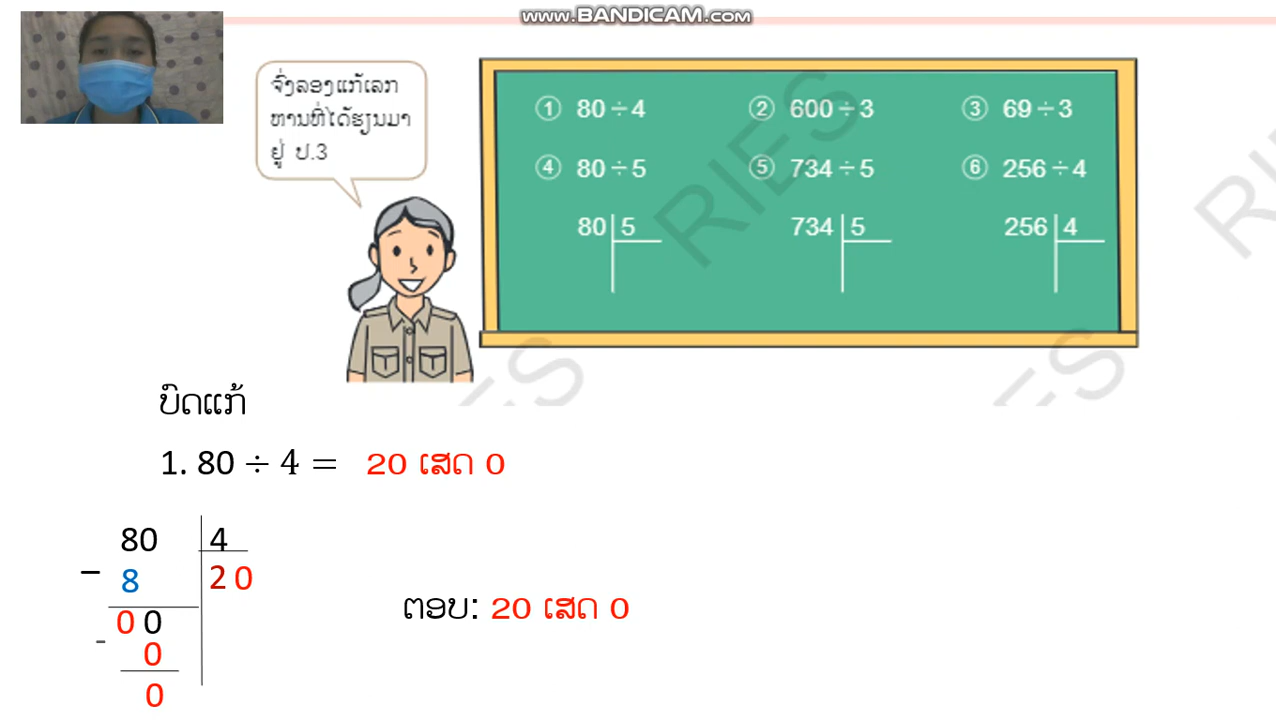 www.BANDICAM.com
ຈົ່ງລອງແກ້ເລກ
ຫານທີ່ໄດ້ຮຽນມາ
ຢູ່ ປ.3
① 80 ÷ 4 ② 600 ÷ 3 ③ 69 ÷ 3
④ 80 ÷ 5 ⑤ 734 ÷ 5 ⑥ 256 ÷ 4
80 5 734 5 256 4
RIES
RIES
RIES
RIES
ບົດແກ້
1. 80 ÷ 4 = 20 ເສດ 0
80 4
- 8 20
00
- 0
0
ຕອບ: 20 ເສດ 0